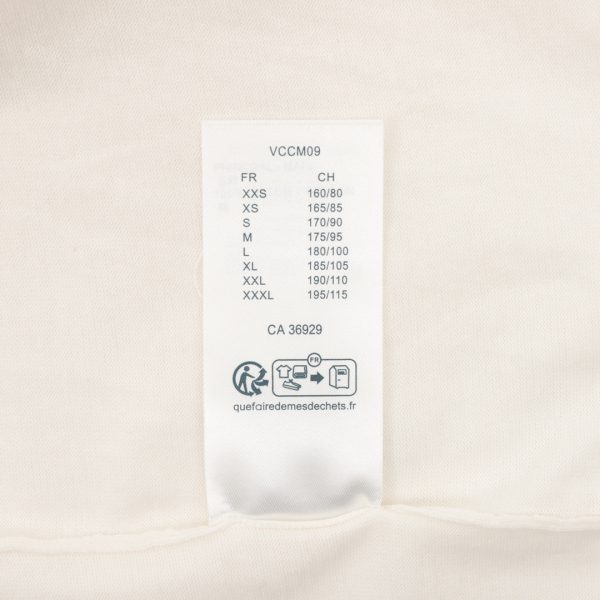 VCCM09
FR CH
XXS 160/80
XS 165/85
S 170/90
M 175/95
L 180/100
XL 185/105
XXL 190/110
XXXL 195/115
CA 36929
FR
quefairedemesdechets.fr